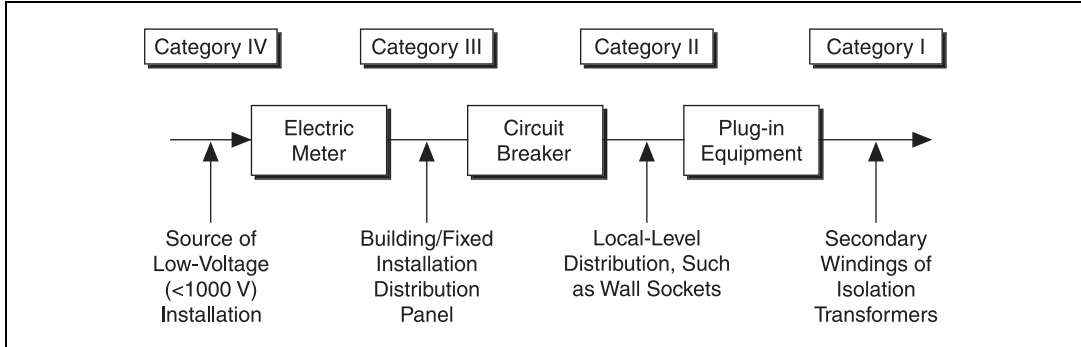 Category IV
Category III
Category II
Category I
Electric
Meter
Circuit
Breaker
Plug-in
Equipment
Source of
Low-Voltage
(<1000 V)
Installation
Building/Fixed
Installation
Distribution
Panel
Local-Level
Distribution, Such
as Wall Sockets
Secondary
Windings of
Isolation
Transformers